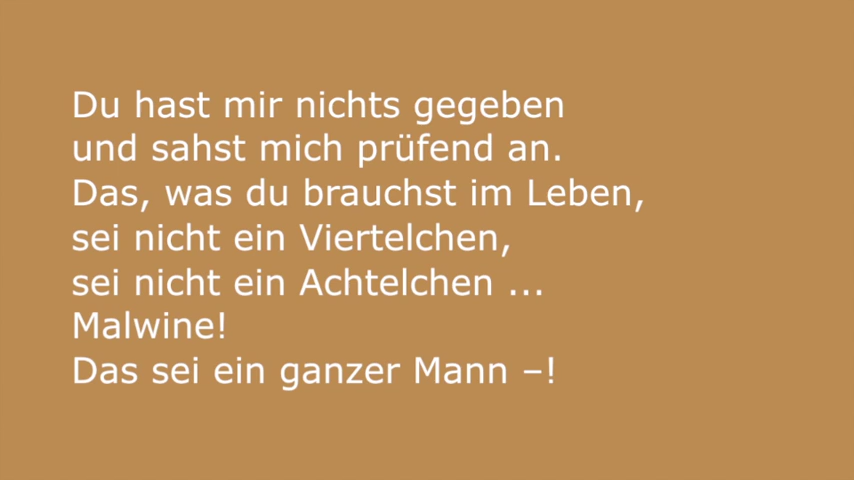 Du hast mir nichts gegeben
und sahst mich prüfend an.
Das, was du brauchst im Leben,
sei nicht ein Viertelchen,
sei nicht ein Achtelchen ...
Malwine!
Das sei ein ganzer Mann –!